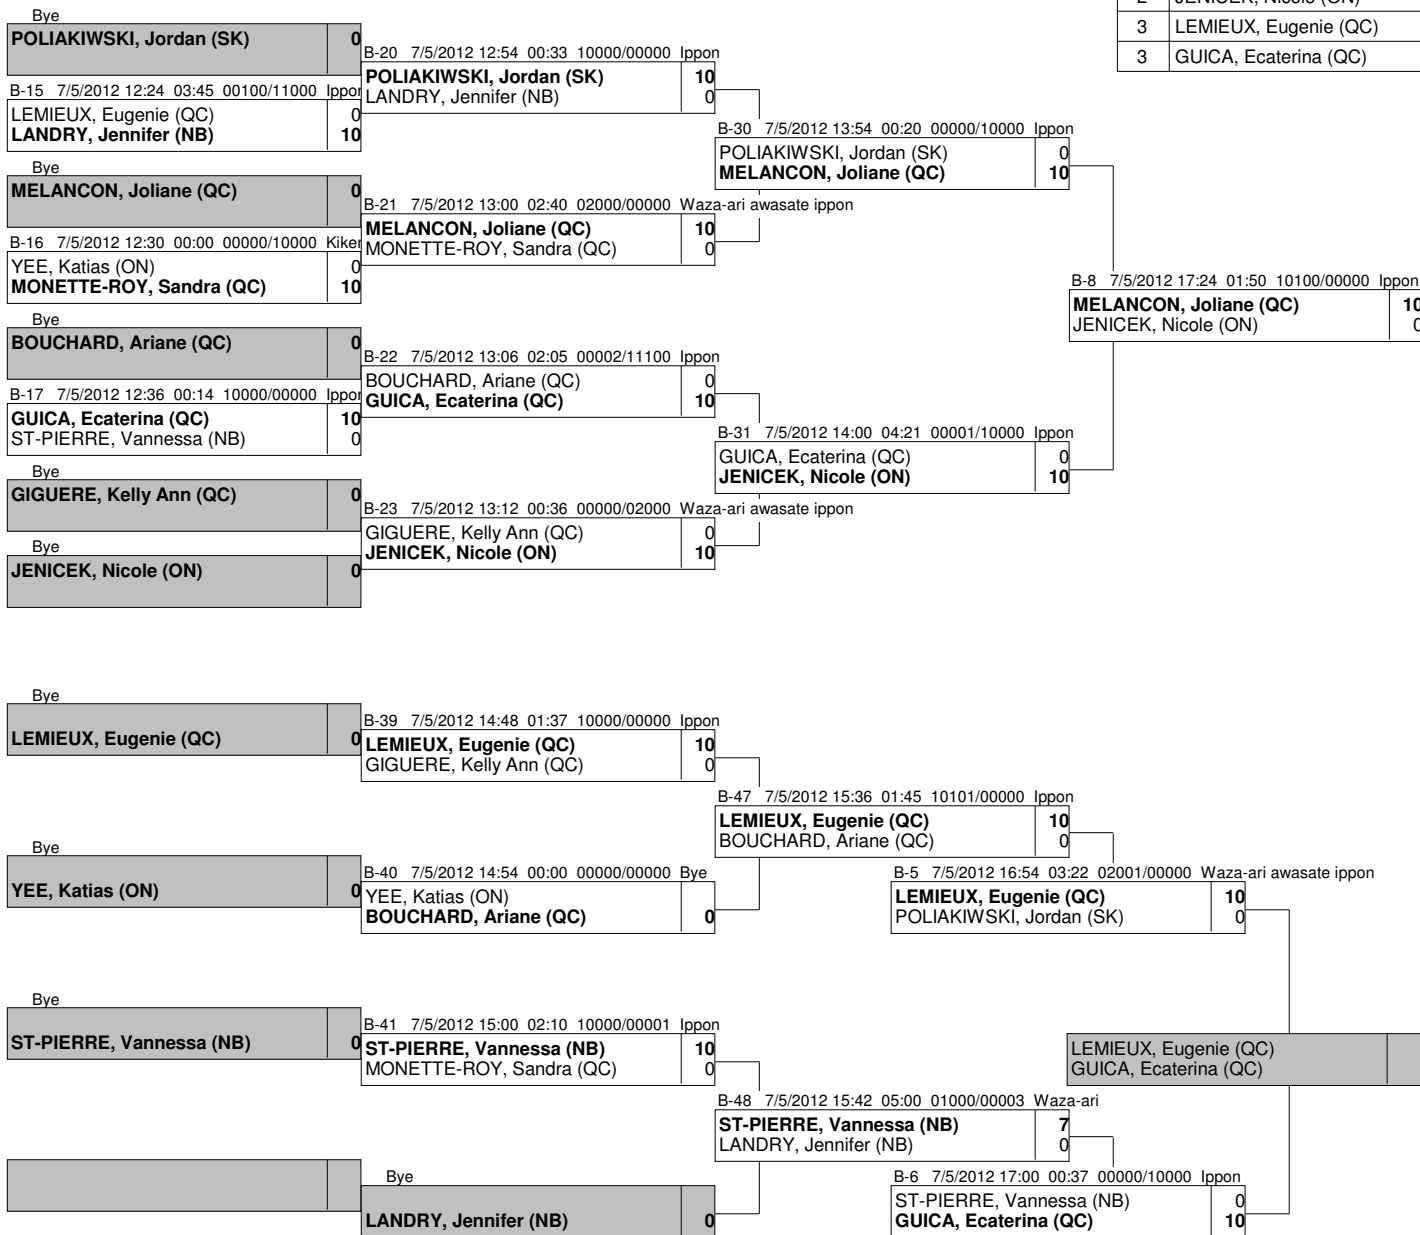 2 JENICEK, Nicole (ON)
3 LEMIEUX, Eugenie (QC)
3 GUICA, Ecaterina (QC)
Bye
POLIAKIWSKI, Jordan (SK) 0
B-15 7/5/2012 12:24 03:45 00100/11000 Ippon
LEMIEUX, Eugenie (QC) 0
LANDRY, Jennifer (NB) 10
Bye
MELANCON, Joliane (QC) 0
B-16 7/5/2012 12:30 00:00 00000/10000 Kiken
YEE, Katias (ON) 0
MONETTE-ROY, Sandra (QC) 10
Bye
BOUCHARD, Ariane (QC) 0
B-17 7/5/2012 12:36 00:14 10000/00000 Ippon
GUICA, Ecaterina (QC) 10
ST-PIERRE, Vannessa (NB) 0
Bye
GIGUERE, Kelly Ann (QC) 0
Bye
JENICEK, Nicole (ON) 0
B-20 7/5/2012 12:54 00:33 10000/00000 Ippon
POLIAKIWSKI, Jordan (SK) 10
LANDRY, Jennifer (NB) 0
B-21 7/5/2012 13:00 02:40 02000/00000 Waza-ari awasate ippon
MELANCON, Joliane (QC) 10
MONETTE-ROY, Sandra (QC) 0
B-22 7/5/2012 13:06 02:05 00002/11100 Ippon
BOUCHARD, Ariane (QC) 0
GUICA, Ecaterina (QC) 10
B-23 7/5/2012 13:12 00:36 00000/02000 Waza-ari awasate ippon
GIGUERE, Kelly Ann (QC) 0
JENICEK, Nicole (ON) 10
B-30 7/5/2012 13:54 00:20 00000/10000 Ippon
POLIAKIWSKI, Jordan (SK) 0
MELANCON, Joliane (QC) 10
B-31 7/5/2012 14:00 04:21 00001/10000 Ippon
GUICA, Ecaterina (QC) 0
JENICEK, Nicole (ON) 10
B-8 7/5/2012 17:24 01:50 10100/00000 Ippon
MELANCON, Joliane (QC) 10
JENICEK, Nicole (ON) 0
Bye
LEMIEUX, Eugenie (QC) 0
Bye
YEE, Katias (ON) 0
Bye
ST-PIERRE, Vannessa (NB) 0
B-39 7/5/2012 14:48 01:37 10000/00000 Ippon
LEMIEUX, Eugenie (QC) 10
GIGUERE, Kelly Ann (QC) 0
B-40 7/5/2012 14:54 00:00 00000/00000 Bye
YEE, Katias (ON)
BOUCHARD, Ariane (QC) 0
B-41 7/5/2012 15:00 02:10 10000/00001 Ippon
ST-PIERRE, Vannessa (NB) 10
MONETTE-ROY, Sandra (QC) 0
Bye
LANDRY, Jennifer (NB) 0
B-47 7/5/2012 15:36 01:45 10101/00000 Ippon
LEMIEUX, Eugenie (QC) 10
BOUCHARD, Ariane (QC) 0
B-48 7/5/2012 15:42 05:00 01000/00003 Waza-ari
ST-PIERRE, Vannessa (NB) 7
LANDRY, Jennifer (NB) 0
B-5 7/5/2012 16:54 03:22 02001/00000 Waza-ari awasate ippon
LEMIEUX, Eugenie (QC) 10
POLIAKIWSKI, Jordan (SK) 0
B-6 7/5/2012 17:00 00:37 00000/10000 Ippon
ST-PIERRE, Vannessa (NB) 0
GUICA, Ecaterina (QC) 10
LEMIEUX, Eugenie (QC)
GUICA, Ecaterina (QC)